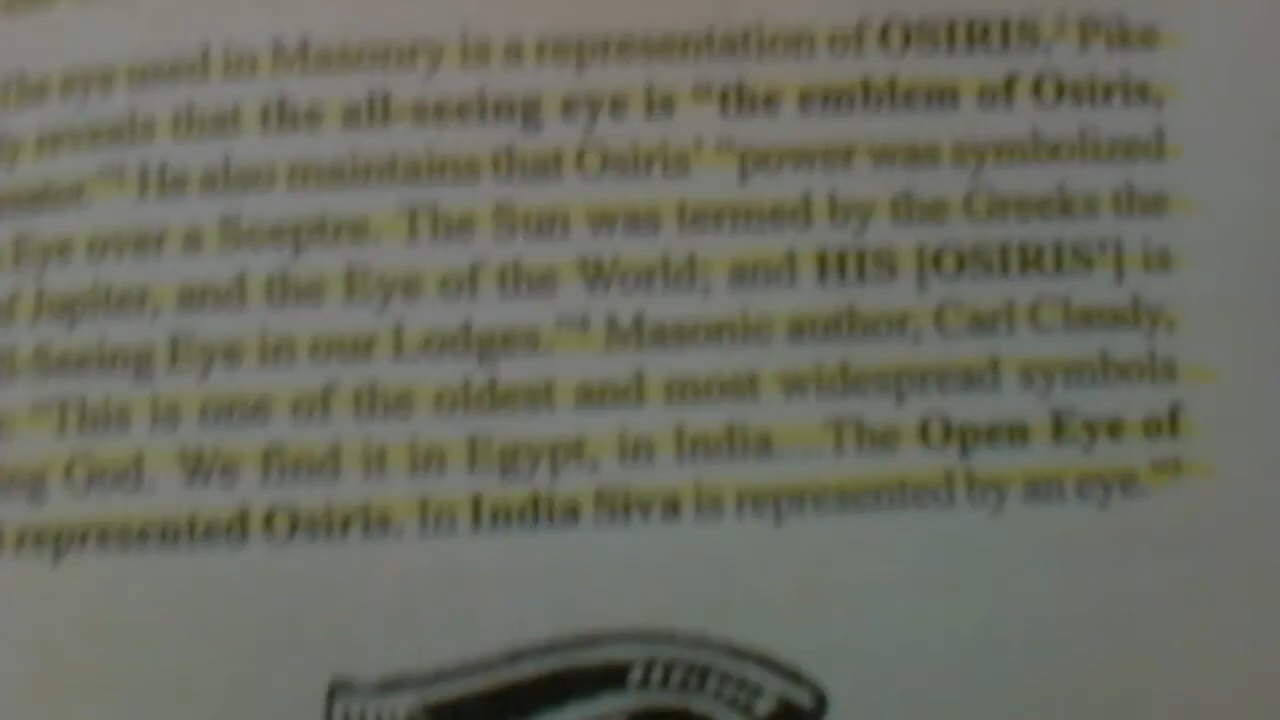 the eye used in Masonry is a representation of OSIRIS. Pike
reveals that the all-seeing eye is "the emblem of Osiris,
He also maintains that Osiris' "power was symbolized
Eye over a Sceptre. The Sun was termed by the Greeks the
of Jupiter, and the Eye of the World; and HIS [OSIRIS'] is
-Seeing Eye in our Lodges." Masonic author, Carl Claudy,
"This is one of the oldest and most widespread symbols
God. We find it in Egypt, in India... The Open Eye of
represented Osiris. In India Siva is represented by an eye."